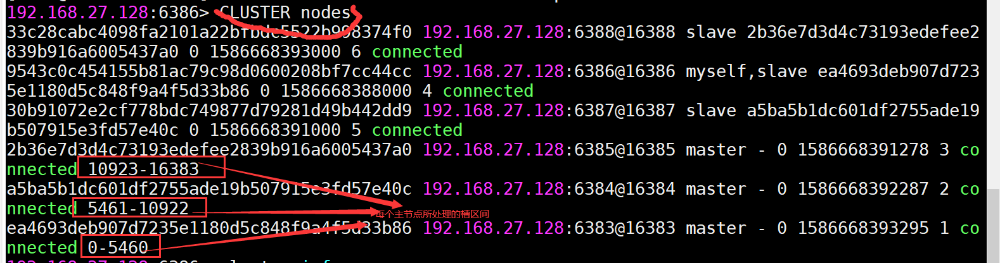 192.168.27.128:6386> CLUSTER nodes
33c28cabc4098fa2101a22bfbdc5522b998374f0 192.168.27.128:6388@16388 slave 2b36e7d3d4c73193edefee2
839b916a6005437a0 0 1586668393000 6 connected
9543c0c454155b81ac79c98d0600208bf7cc44cc 192.168.27.128:6386@16386 myself,slave ea4693deb907d723
5e1180d5c848f9a4f5d33b86 0 1586668388000 4 connected
30b91072e2cf778bdc749877d79281d49b442dd9 192.168.27.128:6387@16387 slave a5ba5b1dc601df2755ade19
b507915e3fd57e40c 0 1586668391000 5 connected
2b36e7d3d4c73193edefee2839b916a6005437a0 192.168.27.128:6385@16385 master - 0 1586668391278 3 co
nnected 10923-16383
a5ba5b1dc601df2755ade19b507915e3fd57e40c 192.168.27.128:6384@16384 master - 0 1586668392287 2 co
nnected 5461-10922
每个主节点所处理的槽区间
ea4693deb907d7235e1180d5c848f9a4f5d33b86 192.168.27.128:6383@16383 master - 0 1586668393295 1 co
nnected 0-5460